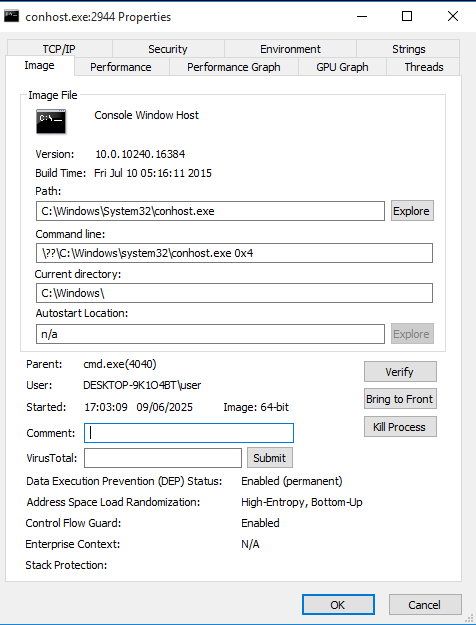 conhost.exe:2944 Properties
TCP/IP Security Environment Strings
Image Performance Performance Graph GPU Graph Threads
Image File
C:\_
Console Window Host
Version: 10.0.10240.16384
Build Time: Fri Jul 10 05:16:11 2015
Path:
C:\Windows\System32\conhost.exe Explore
Command line:
\??\C:\Windows\system32\conhost.exe 0x4
Current directory:
C:\Windows\
Autostart Location:
n/a Explore
Parent: cmd.exe(4040) Verify
User: DESKTOP-9K1O4BT\user
Bring to Front
Started: 17:03:09 09/06/2025 Image: 64-bit
Comment: Kill Process
VirusTotal: Submit
Data Execution Prevention (DEP) Status: Enabled (permanent)
Address Space Load Randomization: High-Entropy, Bottom-Up
Control Flow Guard: Enabled
Enterprise Context: N/A
Stack Protection:
OK Cancel